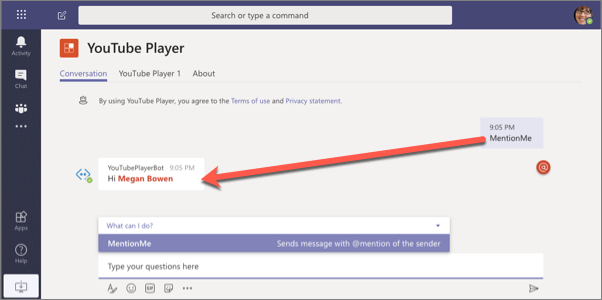 Search or type a command
YouTube Player
Activity
Conversation YouTube Player 1 About
Chat
By using YouTube Player, you agree to the Terms of use and Privacy statement.
9:05 PM
MentionMe
YouTubePlayerBot 9:05 PM
Hi Megan Bowen
What can I do?
MentionMe Sends message with @mention of the sender
Type your questions here
Apps
Help
GIF